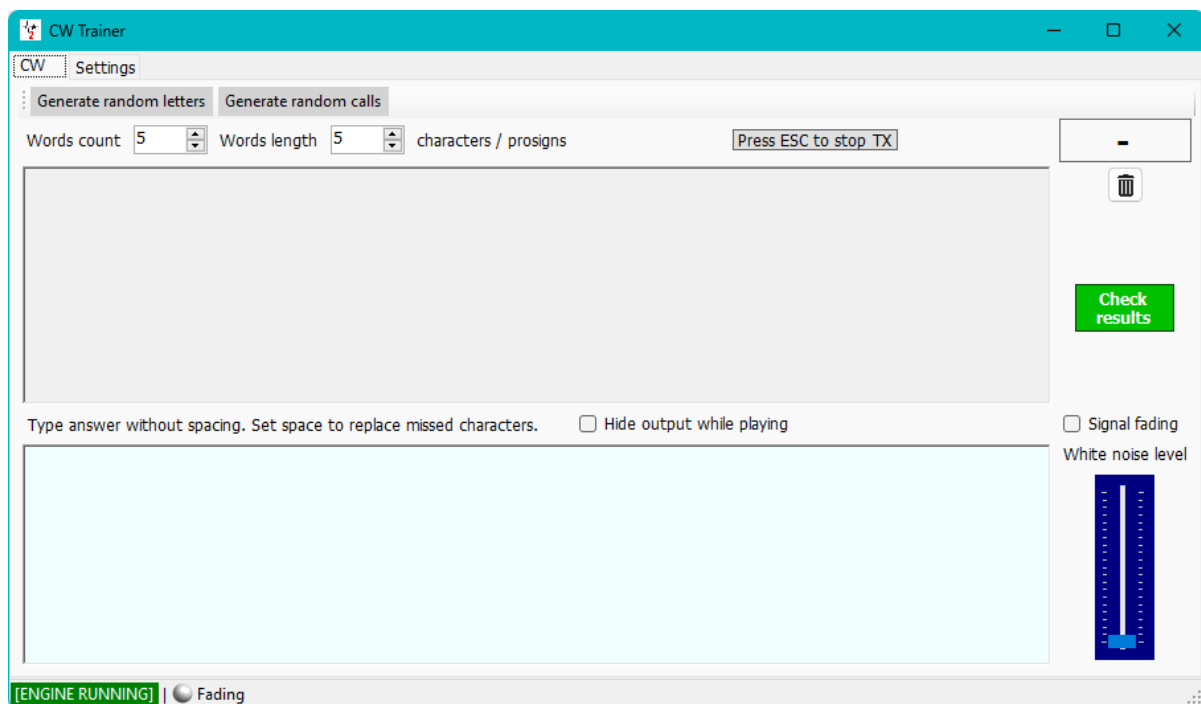 CW Trainer
CW Settings
Generate random letters Generate random calls
Words count 5 Words length 5 characters / prosigns Press ESC to stop TX -
Check
results
Type answer without spacing. Set space to replace missed characters. Hide output while playing Signal fading
White noise level
[ENGINE RUNNING] | Fading